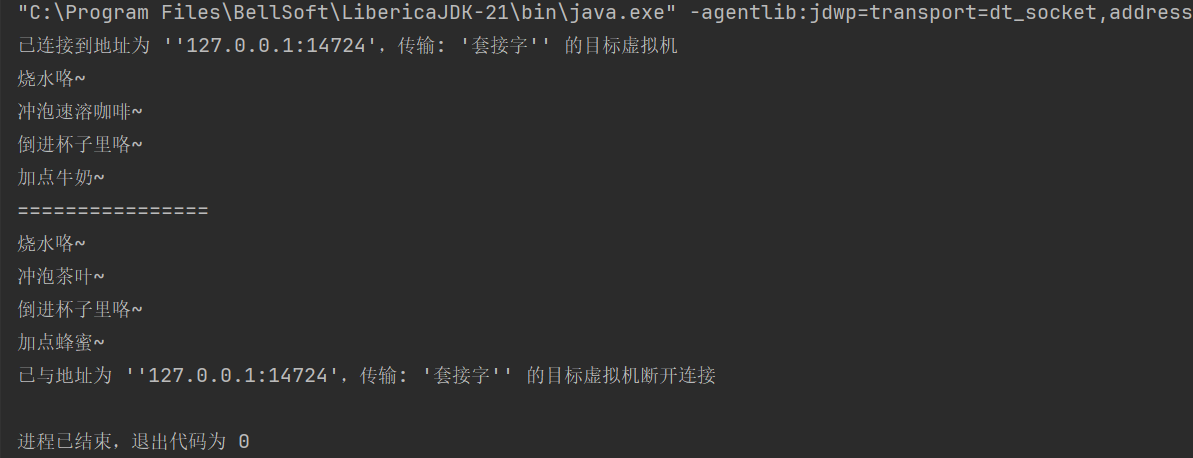 "C:\Program Files\BellSoft\LibericaJDK-21\bin\java.exe" -agentlib:jdwp=transport=dt_socket,address
已连接到地址为 ''127.0.0.1:14724'，传输: '套接字'' 的目标虚拟机
烧水咯~
冲泡速溶咖啡~
倒进杯子里咯~
加点牛奶~
================
烧水咯~
冲泡茶叶~
倒进杯子里咯~
加点蜂蜜~
已与地址为 ''127.0.0.1:14724'，传输: '套接字'' 的目标虚拟机断开连接
进程已结束，退出代码为 0